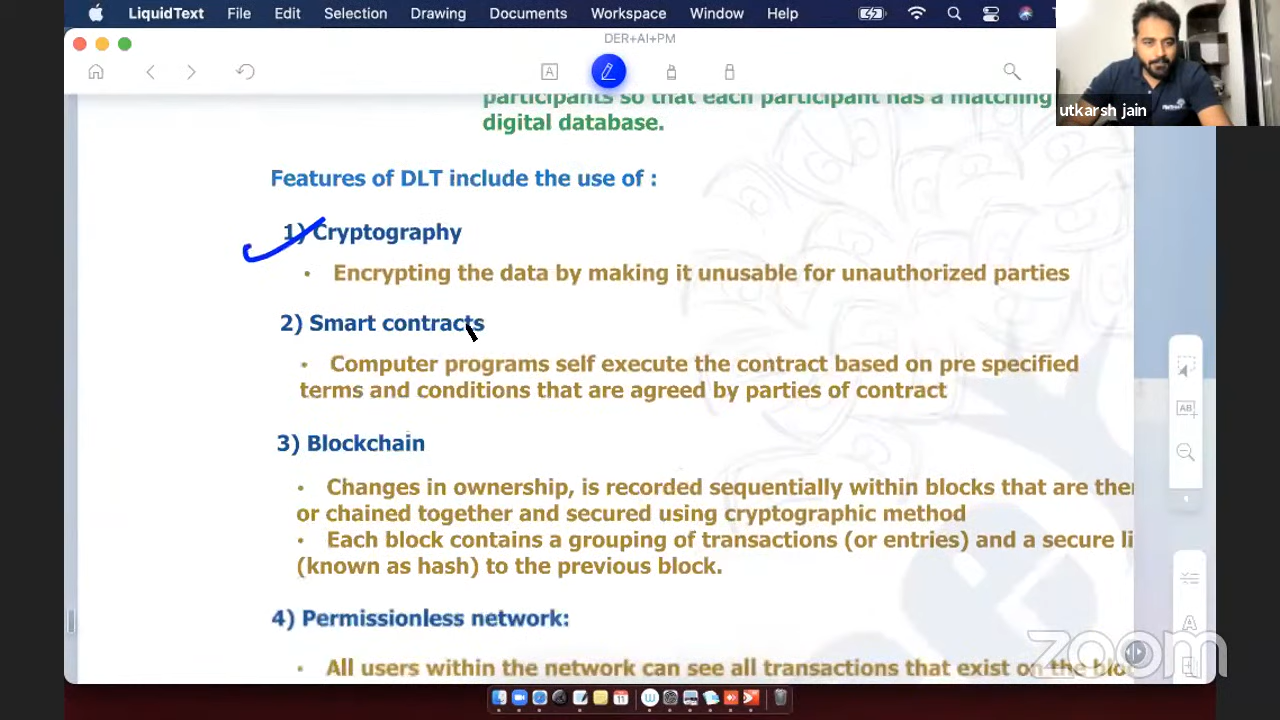 LiquidText File Edit Selection Drawing Documents Workspace Window Help
DER+AI+PM
utkarsh jain
participants so that each participant has a matching
digital database.
Features of DLT include the use of :
1) Cryptography
• Encrypting the data by making it unusable for unauthorized parties
2) Smart contracts
• Computer programs self execute the contract based on pre specified
terms and conditions that are agreed by parties of contract
3) Blockchain
• Changes in ownership, is recorded sequentially within blocks that are then
or chained together and secured using cryptographic method
• Each block contains a grouping of transactions (or entries) and a secure li
(known as hash) to the previous block.
4) Permissionless network:
• All users within the network can see all transactions that exist on the blo
zoom